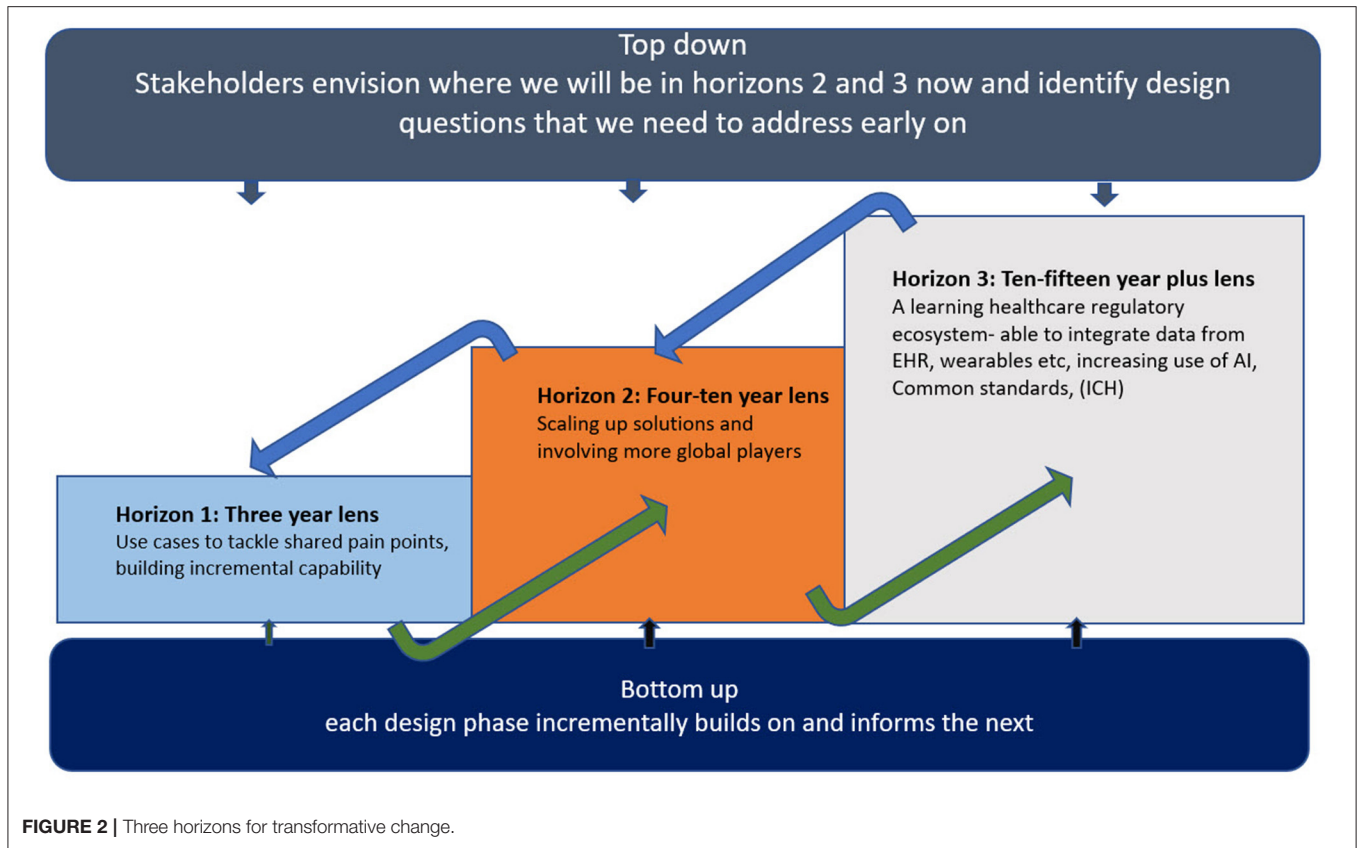 Top down
Stakeholders envision where we will be in horizons 2 and 3 now and identify design
questions that we need to address early on
Horizon 3: Ten-fifteen year plus lens
A learning healthcare regulatory
ecosystem- able to integrate data from
EHR, wearables etc, increasing use of AI,
Common standards, (ICH)
Horizon 2: Four-ten year lens
Scaling up solutions and
involving more global players
Horizon 1: Three year lens
Use cases to tackle shared pain points,
building incremental capability
Bottom up
each design phase incrementally builds on and informs the next
FIGURE 2 | Three horizons for transformative change.